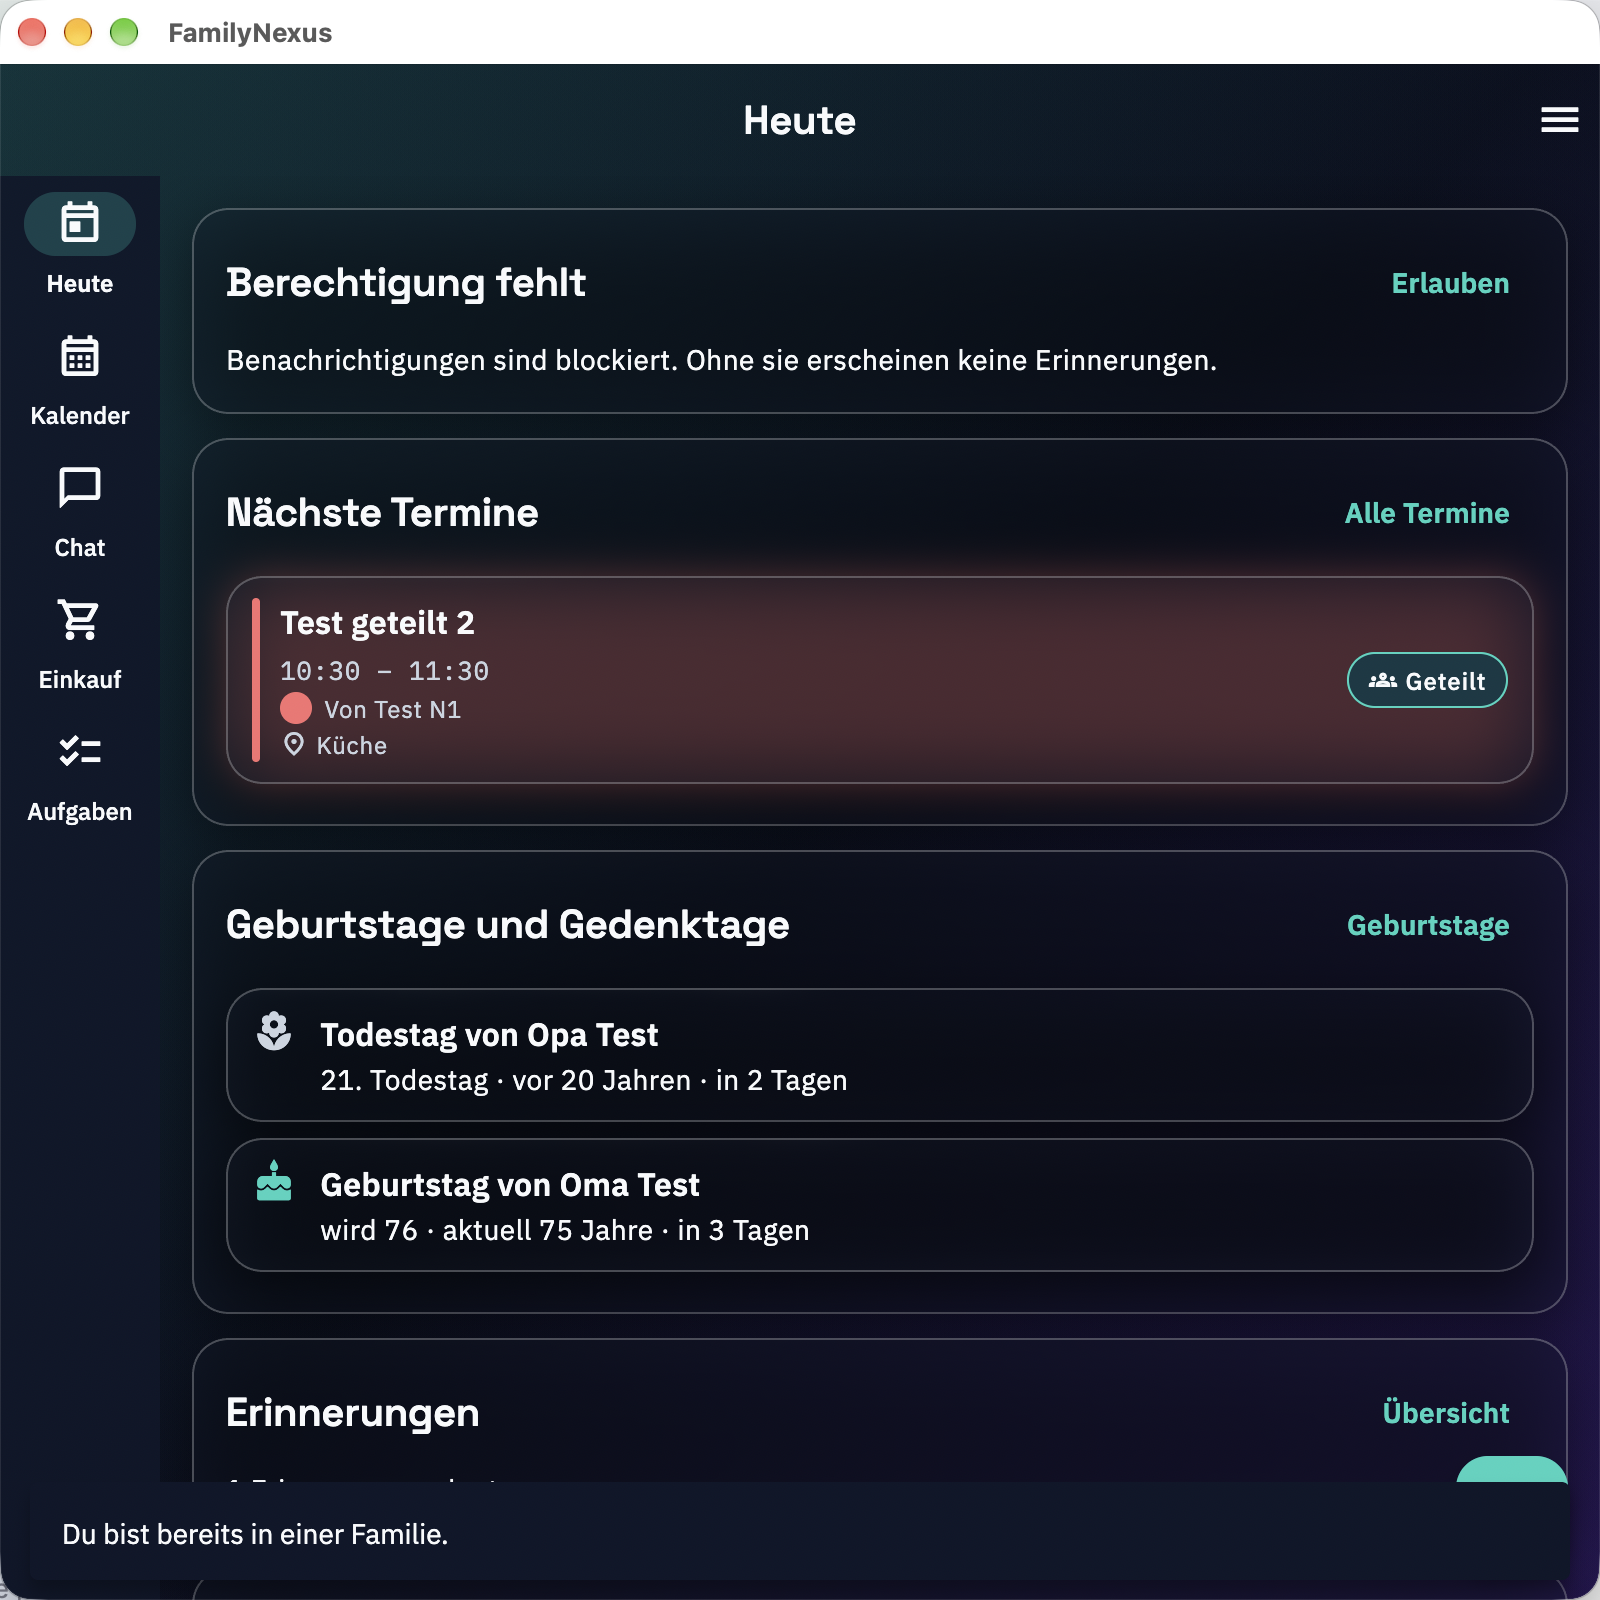 FamilyNexus
Heute
Heute
Kalender
Chat
Einkauf
Aufgaben
Berechtigung fehlt
Erlauben
Benachrichtigungen sind blockiert. Ohne sie erscheinen keine Erinnerungen.
Nächste Termine
Alle Termine
Test geteilt 2
10:30 – 11:30
Von Test N1
Küche
Geteilt
Geburtstage und Gedenktage
Geburtstage
Todestag von Opa Test
21. Todestag · vor 20 Jahren · in 2 Tagen
Geburtstag von Oma Test
wird 76 · aktuell 75 Jahre · in 3 Tagen
Erinnerungen
Übersicht
Du bist bereits in einer Familie.